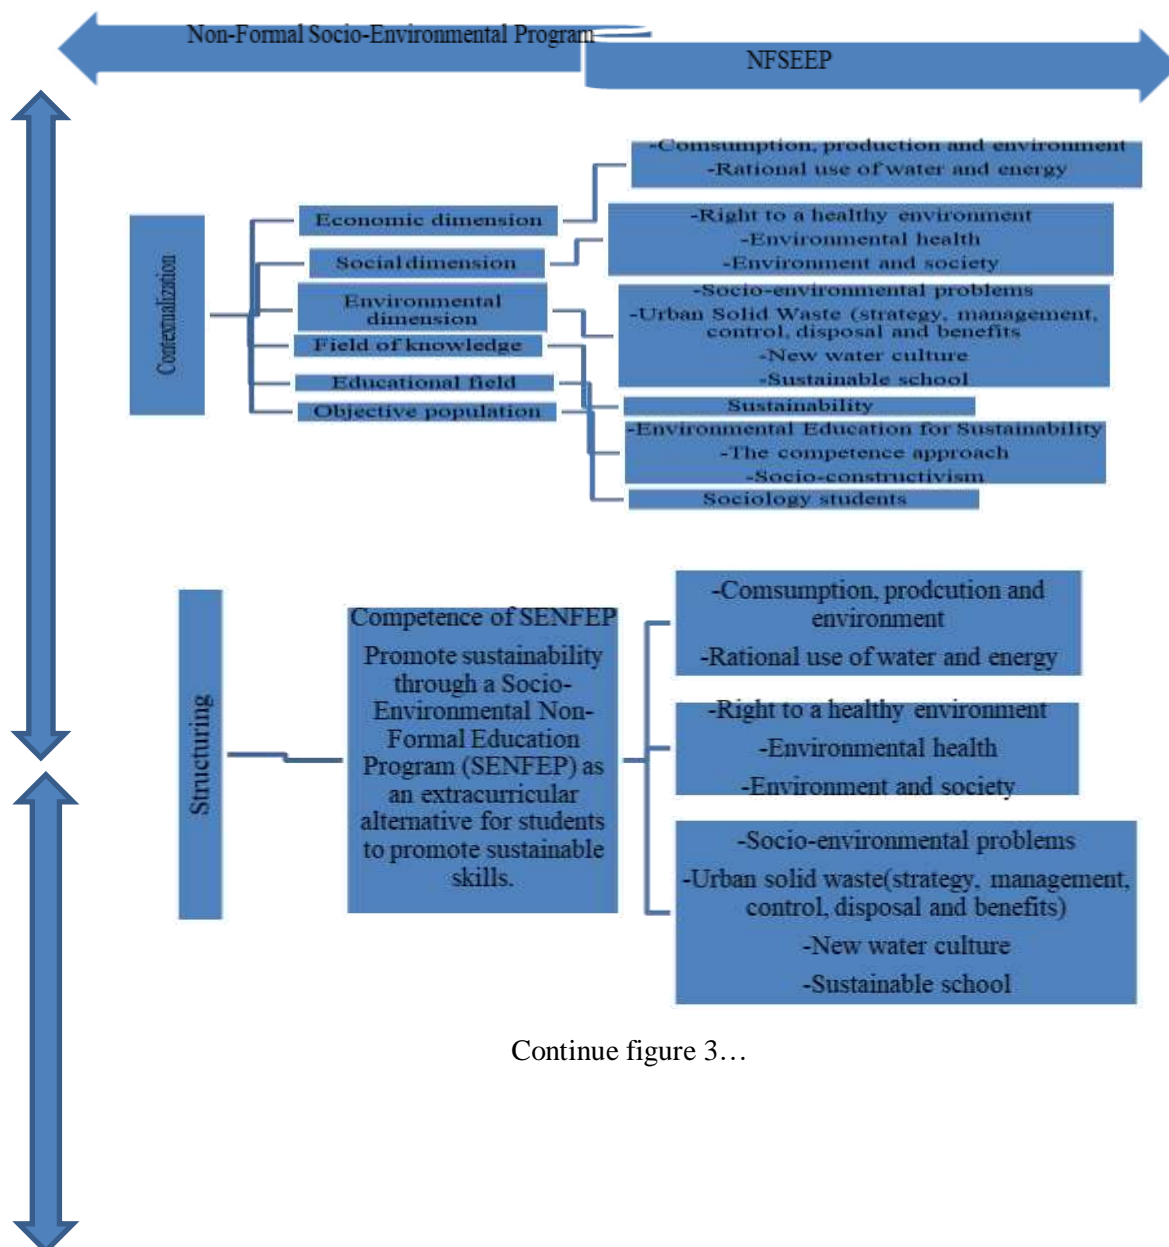 Non-Formal Socio-Environmental Program
NFSEEP
Contextualization
Economic dimension
Social dimension
Environmental
dimension
Field of knowledge
Educational field
Objective population
-Comsumption, production and environment
-Rational use of water and energy
-Right to a healthy environment
-Environmental health
-Environment and society
-Socio-environmental problems
-Urban Solid Waste (strategy, management,
control, disposal and benefits
-New water culture
-Sustainable school
Sustainability
-Environmental Education for Sustainability
-The competence approach
-Socio-constructivism
Sociology students
Structuring
Competence of SENFEP
Promote sustainability
through a Socio-
Environmental Non-
Formal Education
Program (SENFEP) as
an extracurricular
alternative for students
to promote sustainable
skills.
-Comsumption, prodcution and
environment
-Rational use of water and energy
-Right to a healthy environment
-Environmental health
-Environment and society
-Socio-environmental problems
-Urban solid waste(strategy, management,
control, disposal and benefits)
-New water culture
-Sustainable school
Continue figure 3…